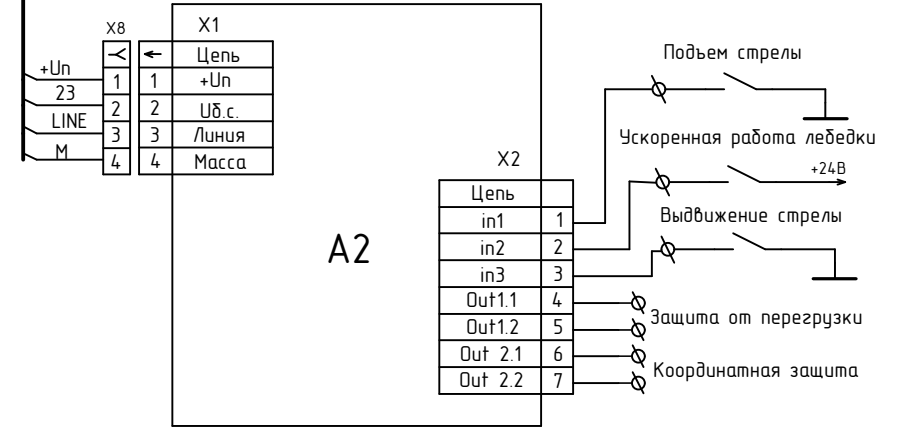 X8
X1
Цепь
+Uп
1
1
+Uп
23
2
2
Uб.с.
LINE
3
3
Линия
М
4
4
Масса
A2
X2
Цепь
in1
1
in2
2
in3
3
Out1.1
4
Out1.2
5
Out 2.1
6
Out 2.2
7
Подъем стрелы
Ускоренная работа лебедки
+24В
Выдвижение стрелы
Защита от перегрузки
Координатная защита